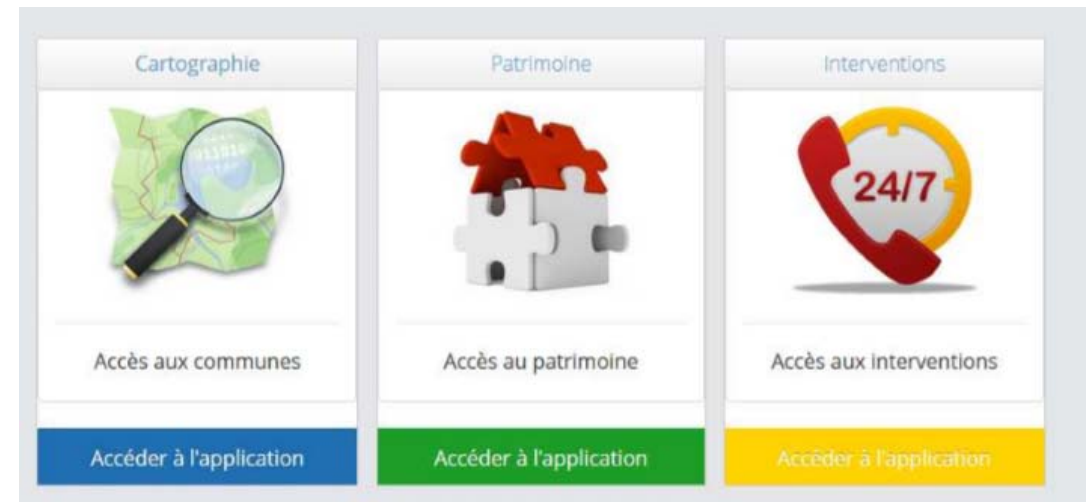 Cartographie
Patrimoine
Interventions
011010
24/7
Accès aux communes
Accès au patrimoine
Accès aux interventions
Accéder à l'application
Accéder à l'application
Accéder à l'application